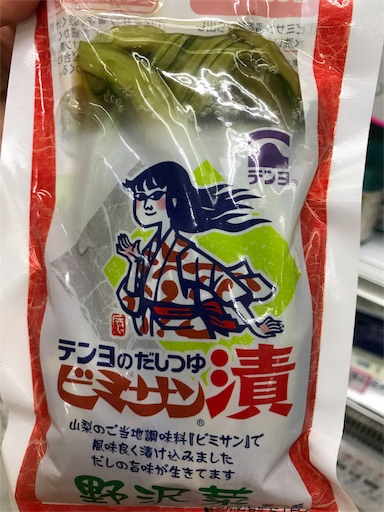 テンヨ
テンヨのだしつゆ
ビミサン漬
®
山梨のご当地調味料『ビミサン』で
風味良く漬け込みました
だしの旨味が生きてます
野沢菜